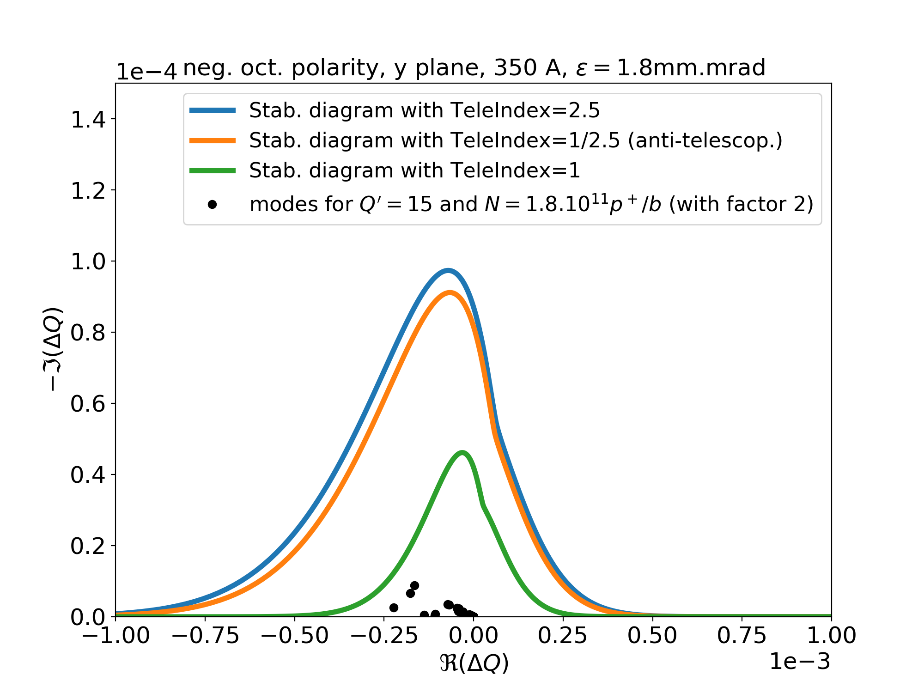 1e−4 neg. oct. polarity, y plane, 350 A, ε = 1.8mm.mrad
Stab. diagram with TeleIndex=2.5
Stab. diagram with TeleIndex=1/2.5 (anti-telescop.)
Stab. diagram with TeleIndex=1
modes for Q′ = 15 and N = 1.8.10¹¹p⁺/b (with factor 2)
1.4
1.2
1.0
0.8
0.6
0.4
0.2
0.0
−ℑ(ΔQ)
−1.00 −0.75 −0.50 −0.25 0.00 0.25 0.50 0.75 1.00
ℜ(ΔQ)
1e−3